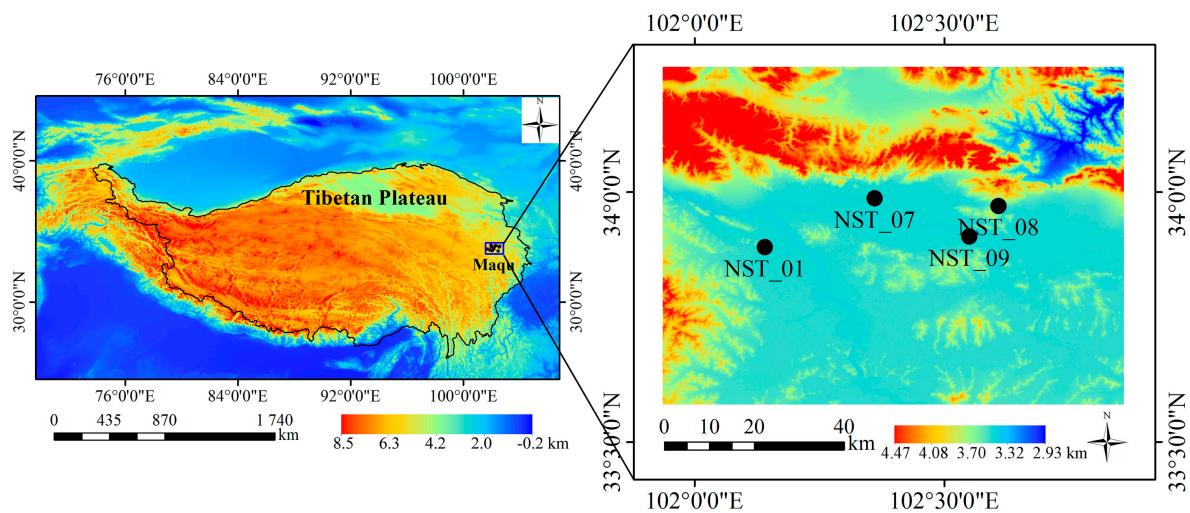 76°0'0"E 84°0'0"E 92°0'0"E 100°0'0"E
N
40°0'0"N
40°0'0"N
Tibetan Plateau
Maqu
30°0'0"N
30°0'0"N
76°0'0"E 84°0'0"E 92°0'0"E 100°0'0"E
0 435 870 1 740
km
8.5 6.3 4.2 2.0 -0.2 km
102°0'0"E 102°30'0"E
34°0'0"N
34°0'0"N
NST_07
NST_08
NST_09
NST_01
33°30'0"N
33°30'0"N
0 10 20 40
km
4.47 4.08 3.70 3.32 2.93 km
N
102°0'0"E 102°30'0"E